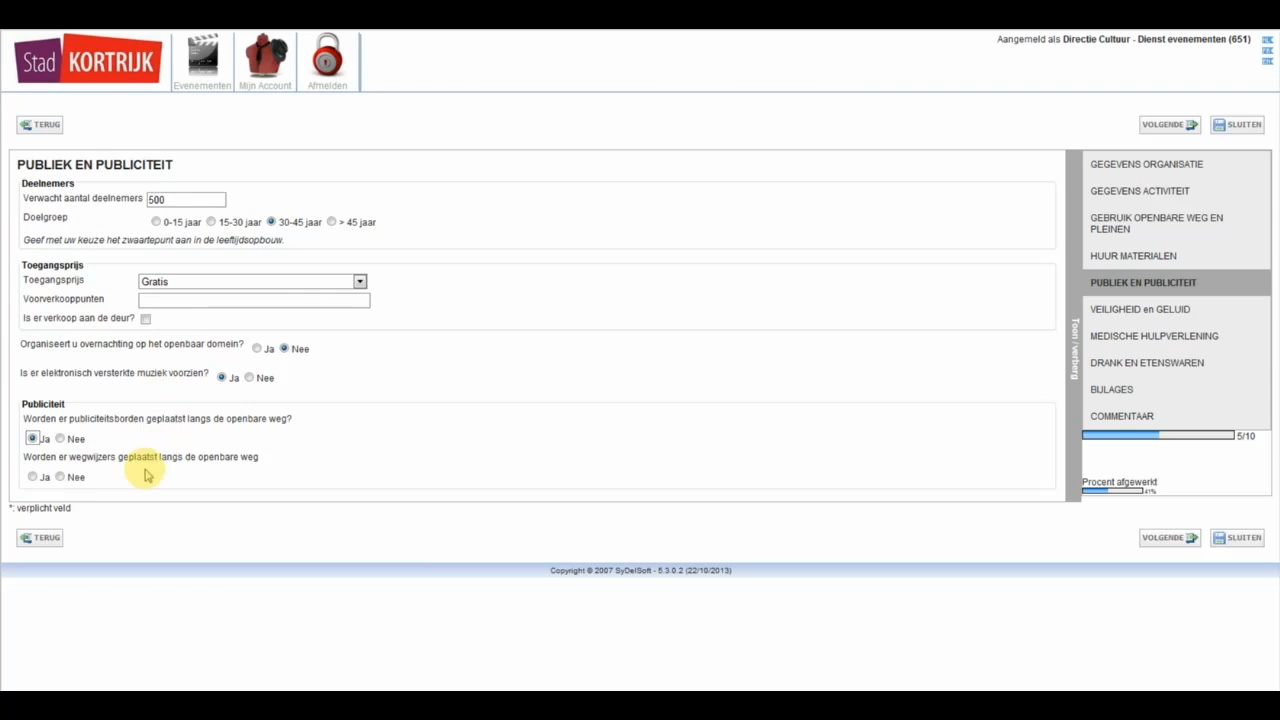 Stad KORTRIJK
Evenementen
Mijn Account
Afmelden
Aangemeld als Directie Cultuur - Dienst evenementen (651)
TERUG
VOLGENDE
SLUITEN
PUBLIEK EN PUBLICITEIT
Deelnemers
Verwacht aantal deelnemers 500
Doelgroep 0-15 jaar 15-30 jaar 30-45 jaar > 45 jaar
Geef met uw keuze het zwaartepunt aan in de leeftijdsopbouw.
Toegangsprijs
Toegangsprijs Gratis
Voorverkooppunten
Is er verkoop aan de deur?
Organiseert u overnachting op het openbaar domein? Ja Nee
Is er elektronisch versterkte muziek voorzien? Ja Nee
Publiciteit
Worden er publiciteitsborden geplaatst langs de openbare weg?
Ja Nee
Worden er wegwijzers geplaatst langs de openbare weg
Ja Nee
*: verplicht veld
Toon / verberg
GEGEVENS ORGANISATIE
GEGEVENS ACTIVITEIT
GEBRUIK OPENBARE WEG EN
PLEINEN
HUUR MATERIALEN
PUBLIEK EN PUBLICITEIT
VEILIGHEID en GELUID
MEDISCHE HULPVERLENING
DRANK EN ETENSWAREN
BIJLAGES
COMMENTAAR
5/10
Procent afgewerkt
41%
TERUG
VOLGENDE
SLUITEN
Copyright © 2007 SyDelSoft - 5.3.0.2 (22/10/2013)